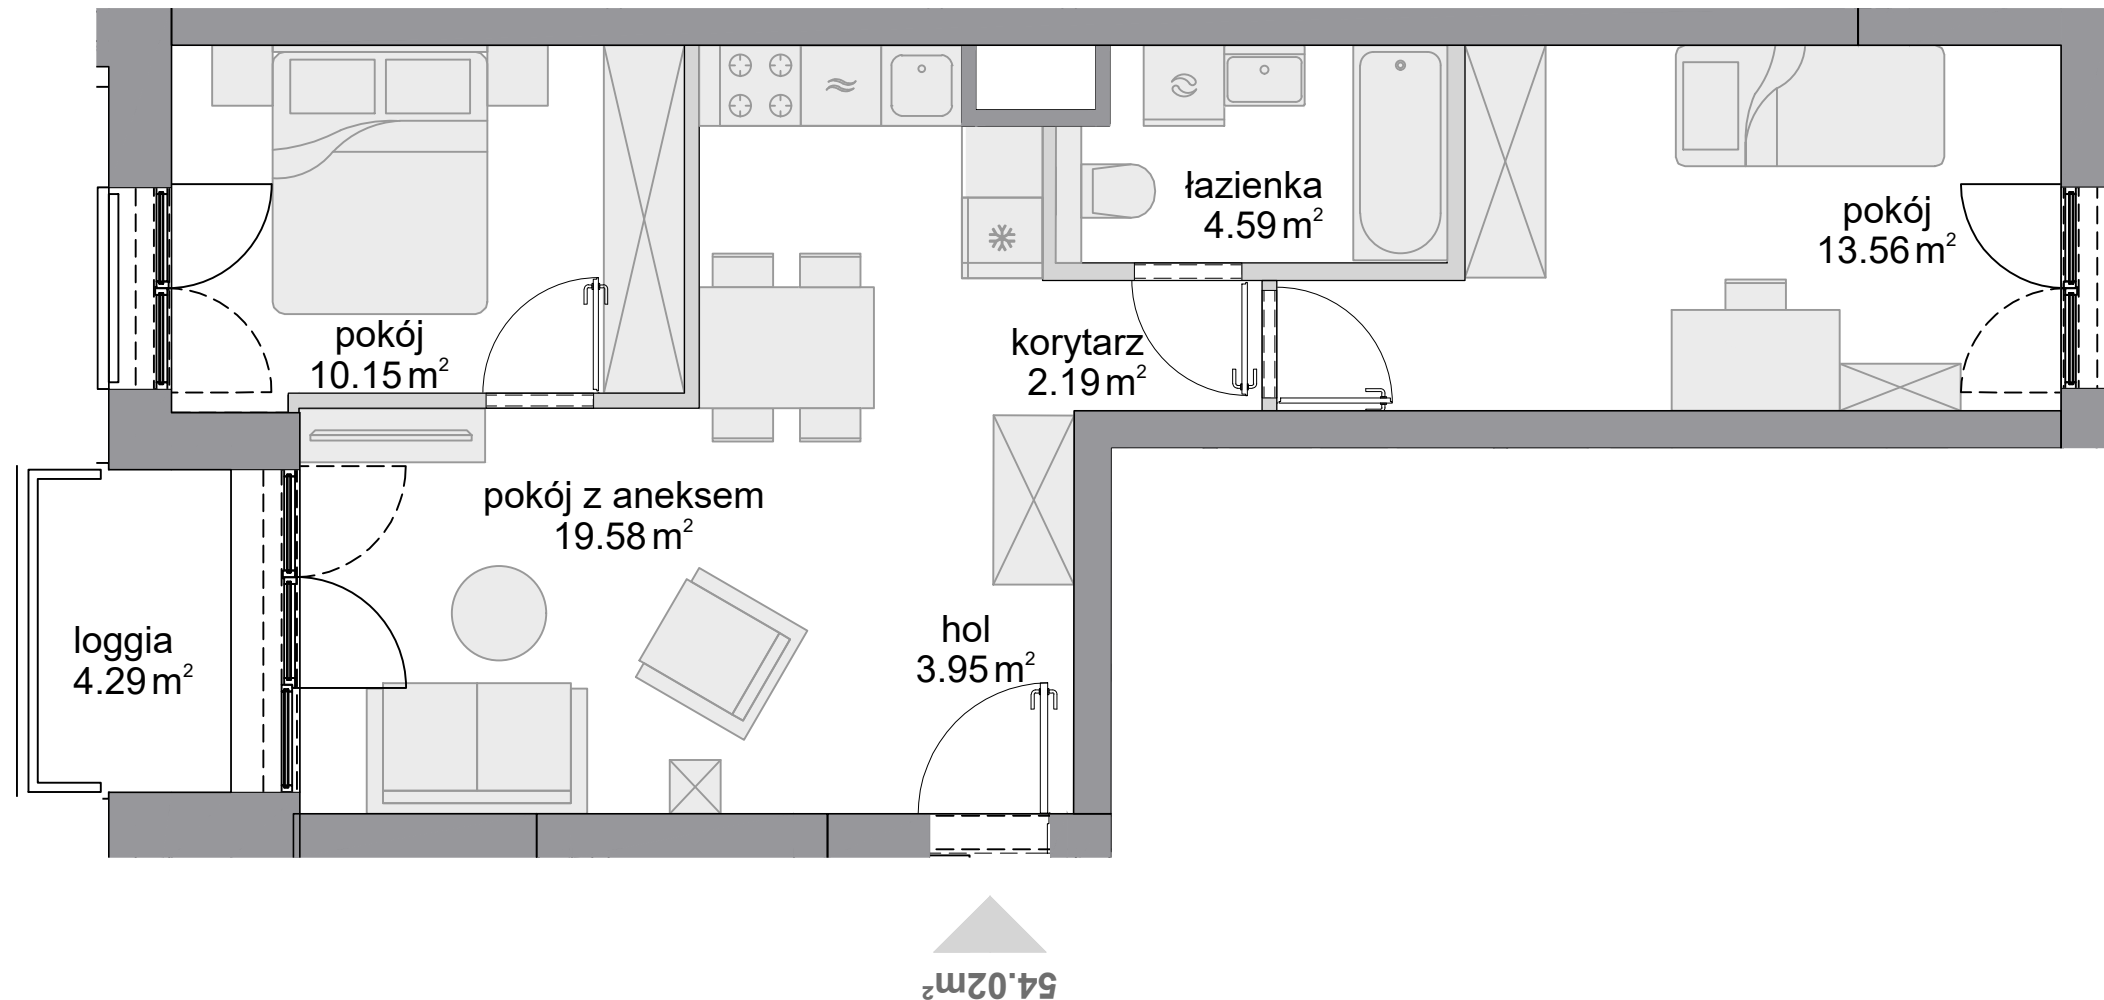 pokój
10.15 m²
łazienka
4.59 m²
pokój
13.56 m²
korytarz
2.19 m²
pokój z aneksem
19.58 m²
loggia
4.29 m²
hol
3.95 m²
54.02m²